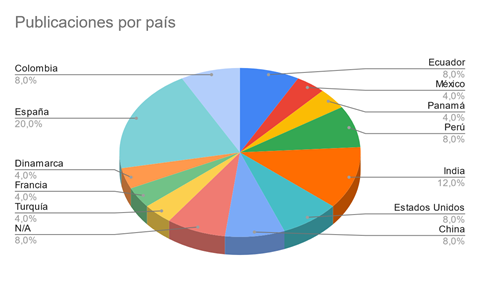 Publicaciones por país
Colombia
8,0%
España
20,0%
Dinamarca
4,0%
Francia
4,0%
Turquía
4,0%
N/A
8,0%
Ecuador
8,0%
México
4,0%
Panamá
4,0%
Perú
8,0%
India
12,0%
Estados Unidos
8,0%
China
8,0%